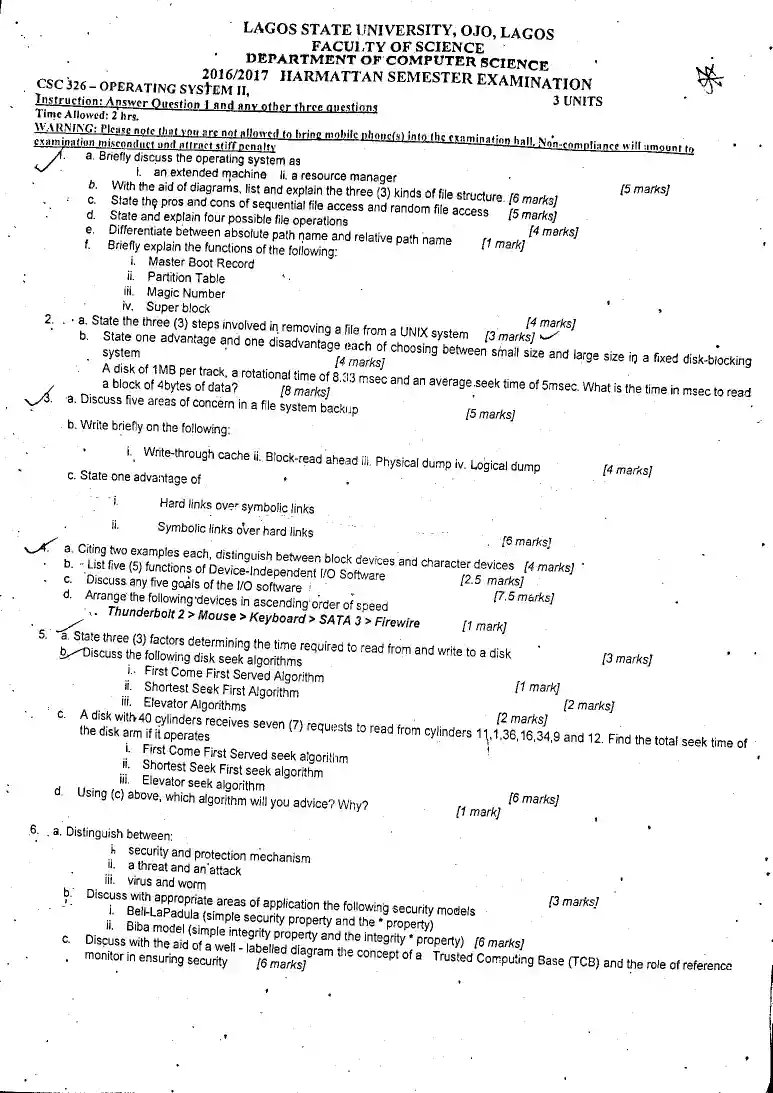 LAGOS STATE UNIVERSITY, OJO, LAGOS
FACULTY OF SCIENCE
DEPARTMENT OF COMPUTER SCIENCE
2016/2017 HARMATTAN SEMESTER EXAMINATION
CSC 326 – OPERATING SYSTEM II,
3 UNITS
Instruction: Answer Question 1 and any other three questions
Time Allowed: 2 hrs.
WARNING: Please note that you are not allowed to bring mobile phone(s) into the examination hall. Non-compliance will amount to
examination misconduct and attract stiff penalty
1. a. Briefly discuss the operating system as
i. an extended machine ii. a resource manager [5 marks]
b. With the aid of diagrams, list and explain the three (3) kinds of file structure. [6 marks]
c. State the pros and cons of sequential file access and random file access [5 marks]
d. State and explain four possible file operations [4 marks]
e. Differentiate between absolute path name and relative path name [1 mark]
f. Briefly explain the functions of the following:
i. Master Boot Record
ii. Partition Table
iii. Magic Number
iv. Super block [4 marks]
2. a. State the three (3) steps involved in removing a file from a UNIX system [3 marks]
b. State one advantage and one disadvantage each of choosing between small size and large size in a fixed disk-blocking
system [4 marks]
A disk of 1MB per track, a rotational time of 8.33 msec and an average seek time of 5msec. What is the time in msec to read
a block of 4bytes of data? [8 marks]
3. a. Discuss five areas of concern in a file system backup [5 marks]
b. Write briefly on the following:
i. Write-through cache ii. Block-read ahead iii. Physical dump iv. Logical dump [4 marks]
c. State one advantage of
i. Hard links over symbolic links
ii. Symbolic links over hard links [6 marks]
4. a. Citing two examples each, distinguish between block devices and character devices [4 marks]
b. List five (5) functions of Device-Independent I/O Software [2.5 marks]
c. Discuss any five goals of the I/O software [7.5 marks]
d. Arrange the following devices in ascending order of speed
Thunderbolt 2 > Mouse > Keyboard > SATA 3 > Firewire [1 mark]
5. a. State three (3) factors determining the time required to read from and write to a disk [3 marks]
b. Discuss the following disk seek algorithms
i. First Come First Served Algorithm [1 mark]
ii. Shortest Seek First Algorithm [2 marks]
iii. Elevator Algorithms [2 marks]
c. A disk with 40 cylinders receives seven (7) requests to read from cylinders 11,1,36,16,34,9 and 12. Find the total seek time of
the disk arm if it operates
i. First Come First Served seek algorithm
ii. Shortest Seek First seek algorithm
iii. Elevator seek algorithm [6 marks]
d. Using (c) above, which algorithm will you advice? Why? [1 mark]
6. a. Distinguish between:
i. security and protection mechanism
ii. a threat and an attack
iii. virus and worm [3 marks]
b. Discuss with appropriate areas of application the following security models
i. Bell-LaPadula (simple security property and the * property)
ii. Biba model (simple integrity property and the integrity * property) [6 marks]
c. Discuss with the aid of a well - labelled diagram the concept of a Trusted Computing Base (TCB) and the role of reference
monitor in ensuring security [6 marks]